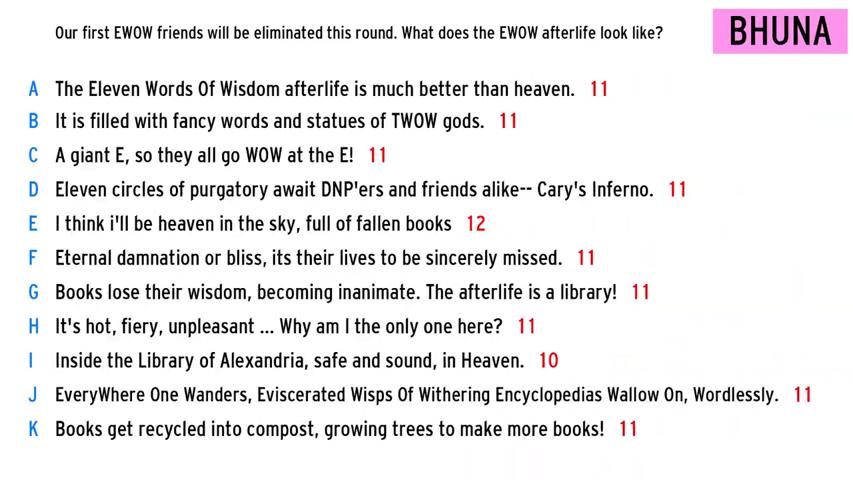 Our first EWOW friends will be eliminated this round. What does the EWOW afterlife look like?
BHUNA
A The Eleven Words Of Wisdom afterlife is much better than heaven. 11
B It is filled with fancy words and statues of TWOW gods. 11
C A giant E, so they all go WOW at the E! 11
D Eleven circles of purgatory await DNP'ers and friends alike-- Cary's Inferno. 11
E I think i'll be heaven in the sky, full of fallen books 12
F Eternal damnation or bliss, its their lives to be sincerely missed. 11
G Books lose their wisdom, becoming inanimate. The afterlife is a library! 11
H It's hot, fiery, unpleasant ... Why am I the only one here? 11
I Inside the Library of Alexandria, safe and sound, in Heaven. 10
J EveryWhere One Wanders, Eviscerated Wisps Of Withering Encyclopedias Wallow On, Wordlessly. 11
K Books get recycled into compost, growing trees to make more books! 11